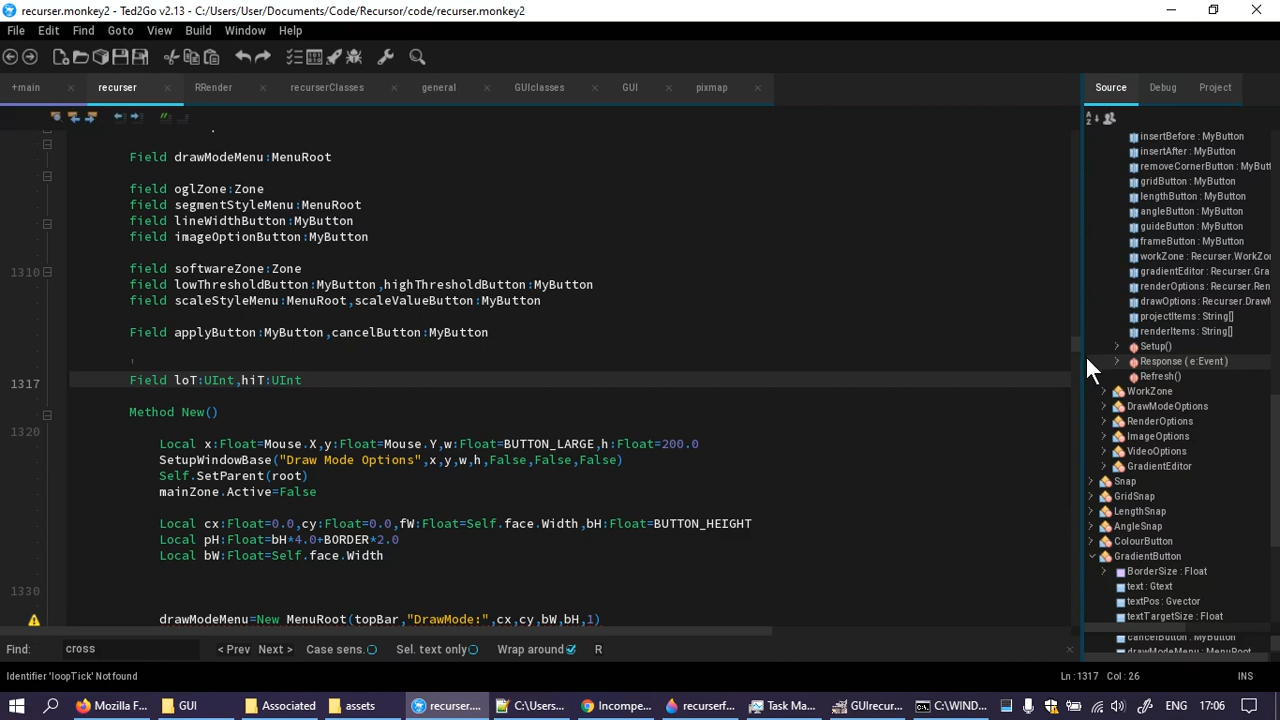 recurser.monkey2 - Ted2Go v2.13 - C:/Users/User/Documents/Code/Recursor/code/recurser.monkey2
File Edit Find Goto View Build Window Help
+main recurser RRender recurserClasses general GUIclasses GUI pixmap Source Debug Project
Field drawModeMenu:MenuRoot
field oglZone:Zone
field segmentStyleMenu:MenuRoot
field lineWidthButton:MyButton
field imageOptionButton:MyButton
1310 field softwareZone:Zone
field lowThresholdButton:MyButton,highThresholdButton:MyButton
field scaleStyleMenu:MenuRoot,scaleValueButton:MyButton
Field applyButton:MyButton,cancelButton:MyButton
'
1317 Field loT:UInt,hiT:UInt
Method New()
1320
Local x:Float=Mouse.X,y:Float=Mouse.Y,w:Float=BUTTON_LARGE,h:Float=200.0
SetupWindowBase("Draw Mode Options",x,y,w,h,False,False,False)
Self.SetParent(root)
mainZone.Active=False
Local cx:Float=0.0,cy:Float=0.0,fW:Float=Self.face.Width,bH:Float=BUTTON_HEIGHT
Local pH:Float=bH*4.0+BORDER*2.0
Local bW:Float=Self.face.Width
1330
drawModeMenu=New MenuRoot(topBar,"DrawMode:",cx,cy,bW,bH,1)
insertBefore : MyButton
insertAfter : MyButton
removeCornerButton : MyButt
gridButton : MyButton
lengthButton : MyButton
angleButton : MyButton
guideButton : MyButton
frameButton : MyButton
workZone : Recurser.WorkZo
gradientEditor : Recurser.Gra
renderOptions : Recurser.Ren
drawOptions : Recurser.DrawM
projectItems : String[]
renderItems : String[]
Setup()
Response ( e:Event )
Refresh()
WorkZone
DrawModeOptions
RenderOptions
ImageOptions
VideoOptions
GradientEditor
Snap
GridSnap
LengthSnap
AngleSnap
ColourButton
GradientButton
BorderSize : Float
text : Gtext
textPos : Gvector
textTargetSize : Float
cancelButton : MyButton
drawModeMenu : MenuRoot
Find: cross < Prev Next > Case sens. Sel. text only Wrap around R
Identifier 'loopTick' Not found Ln : 1317 Col : 26 INS
Mozilla F... GUI Associated assets recurser.... C:\Users... Incompe... recurserf... Task Ma... GUIrecur... C:\WIND... ENG 17:06